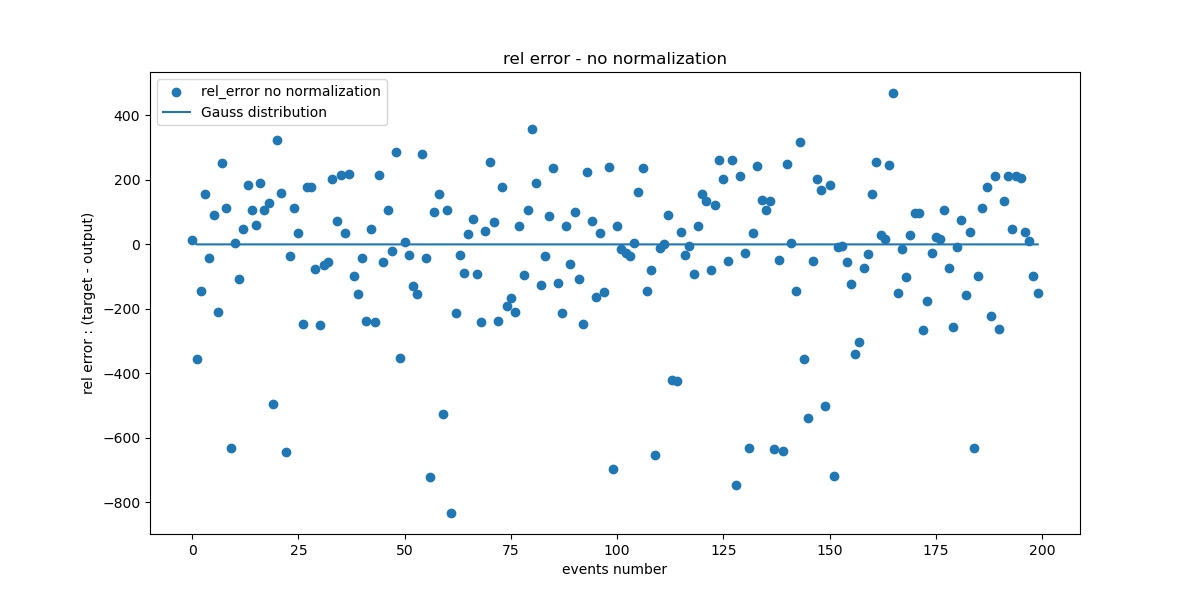 rel error - no normalization
rel_error no normalization
Gauss distribution
rel error : (target - output)
400
200
0
−200
−400
−600
−800
0 25 50 75 100 125 150 175 200
events number